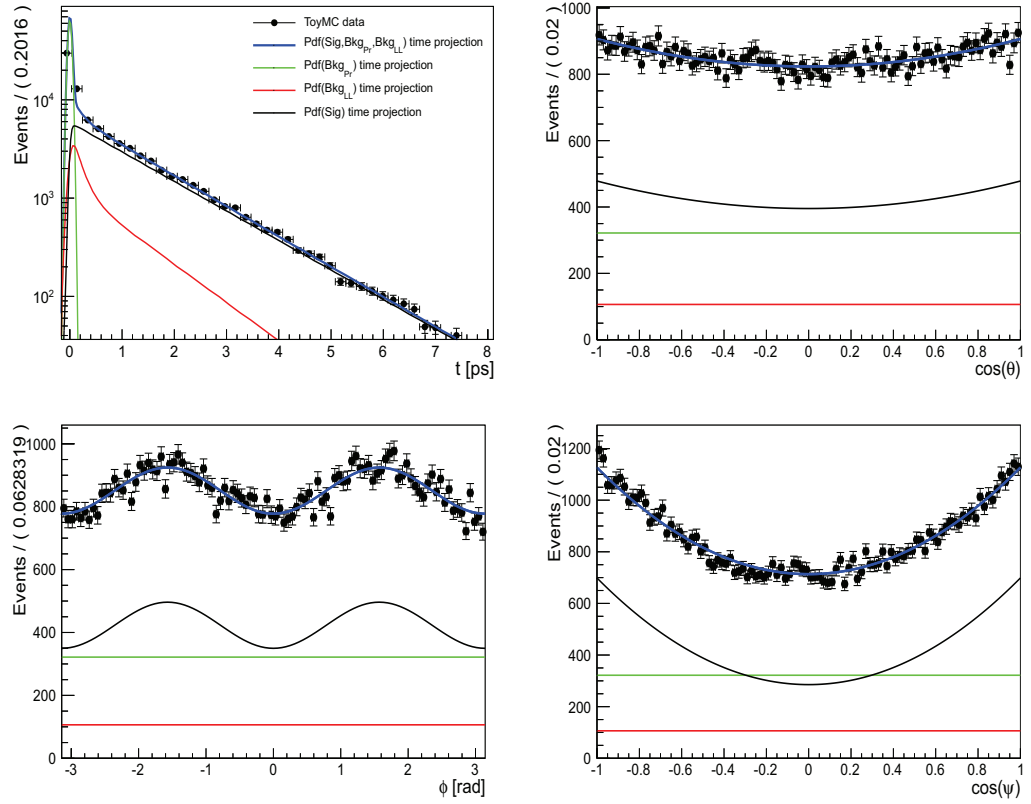 Events / ( 0.2016 )
10^4
10^3
10^2
ToyMC data
Pdf(Sig,Bkg_Pr,Bkg_LL) time projection
Pdf(Bkg_Pr) time projection
Pdf(Bkg_LL) time projection
Pdf(Sig) time projection
0 1 2 3 4 5 6 7 8
t [ps]
Events / ( 0.02 )
1000
800
600
400
200
0
-1 -0.8 -0.6 -0.4 -0.2 0 0.2 0.4 0.6 0.8 1
cos(θ)
Events / ( 0.0628319 )
1000
800
600
400
200
0
-3 -2 -1 0 1 2 3
ϕ [rad]
Events / ( 0.02 )
1200
1000
800
600
400
200
0
-1 -0.8 -0.6 -0.4 -0.2 0 0.2 0.4 0.6 0.8 1
cos(ψ)